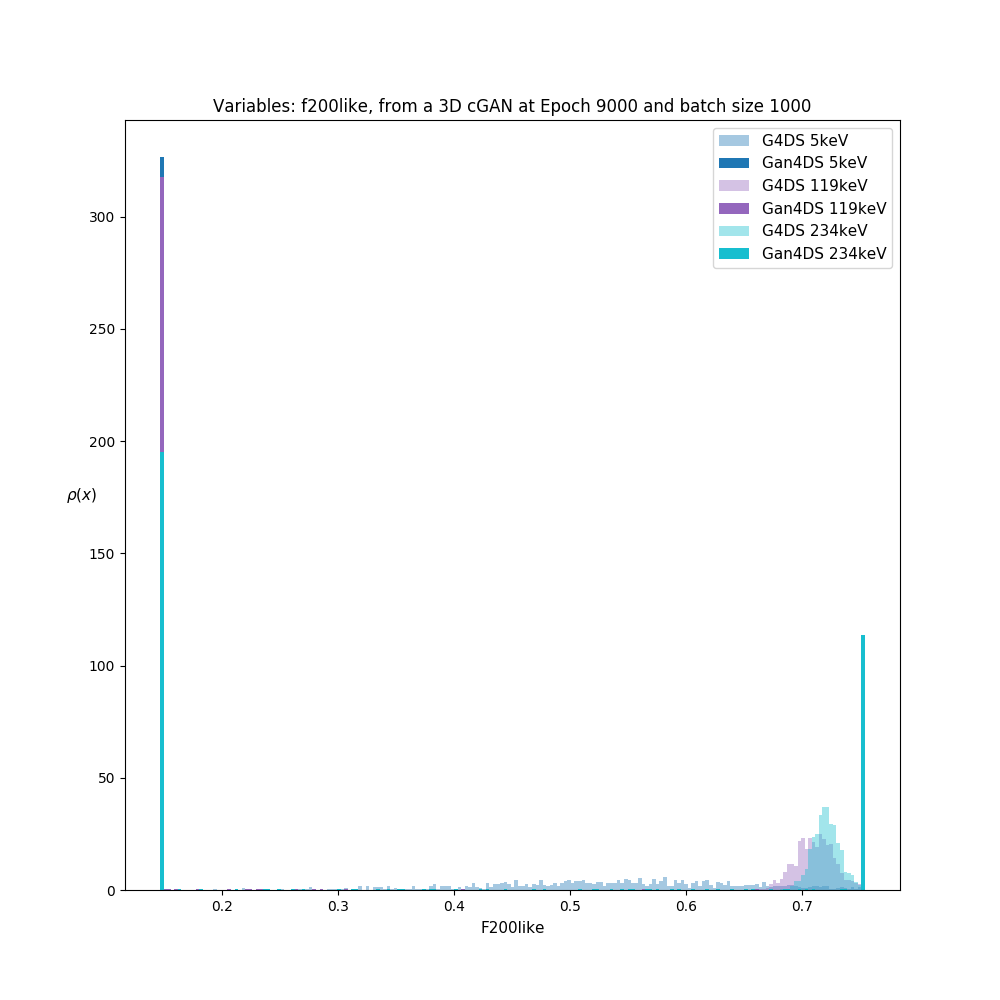 Variables: f200like, from a 3D cGAN at Epoch 9000 and batch size 1000
G4DS 5keV
Gan4DS 5keV
G4DS 119keV
Gan4DS 119keV
G4DS 234keV
Gan4DS 234keV
300
250
200
ρ(x)
150
100
50
0
0.2 0.3 0.4 0.5 0.6 0.7
F200like